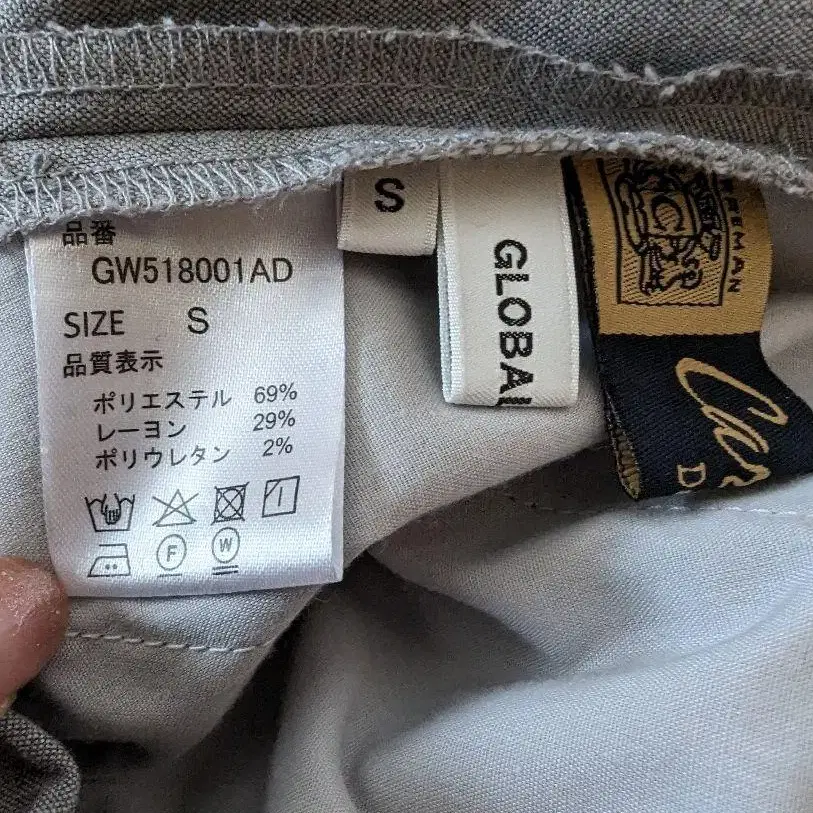 品番
GW518001AD
SIZE S
品質表示
ポリエステル 69%
レーヨン 29%
ポリウレタン 2%
F
W
S
GLOBAL
C